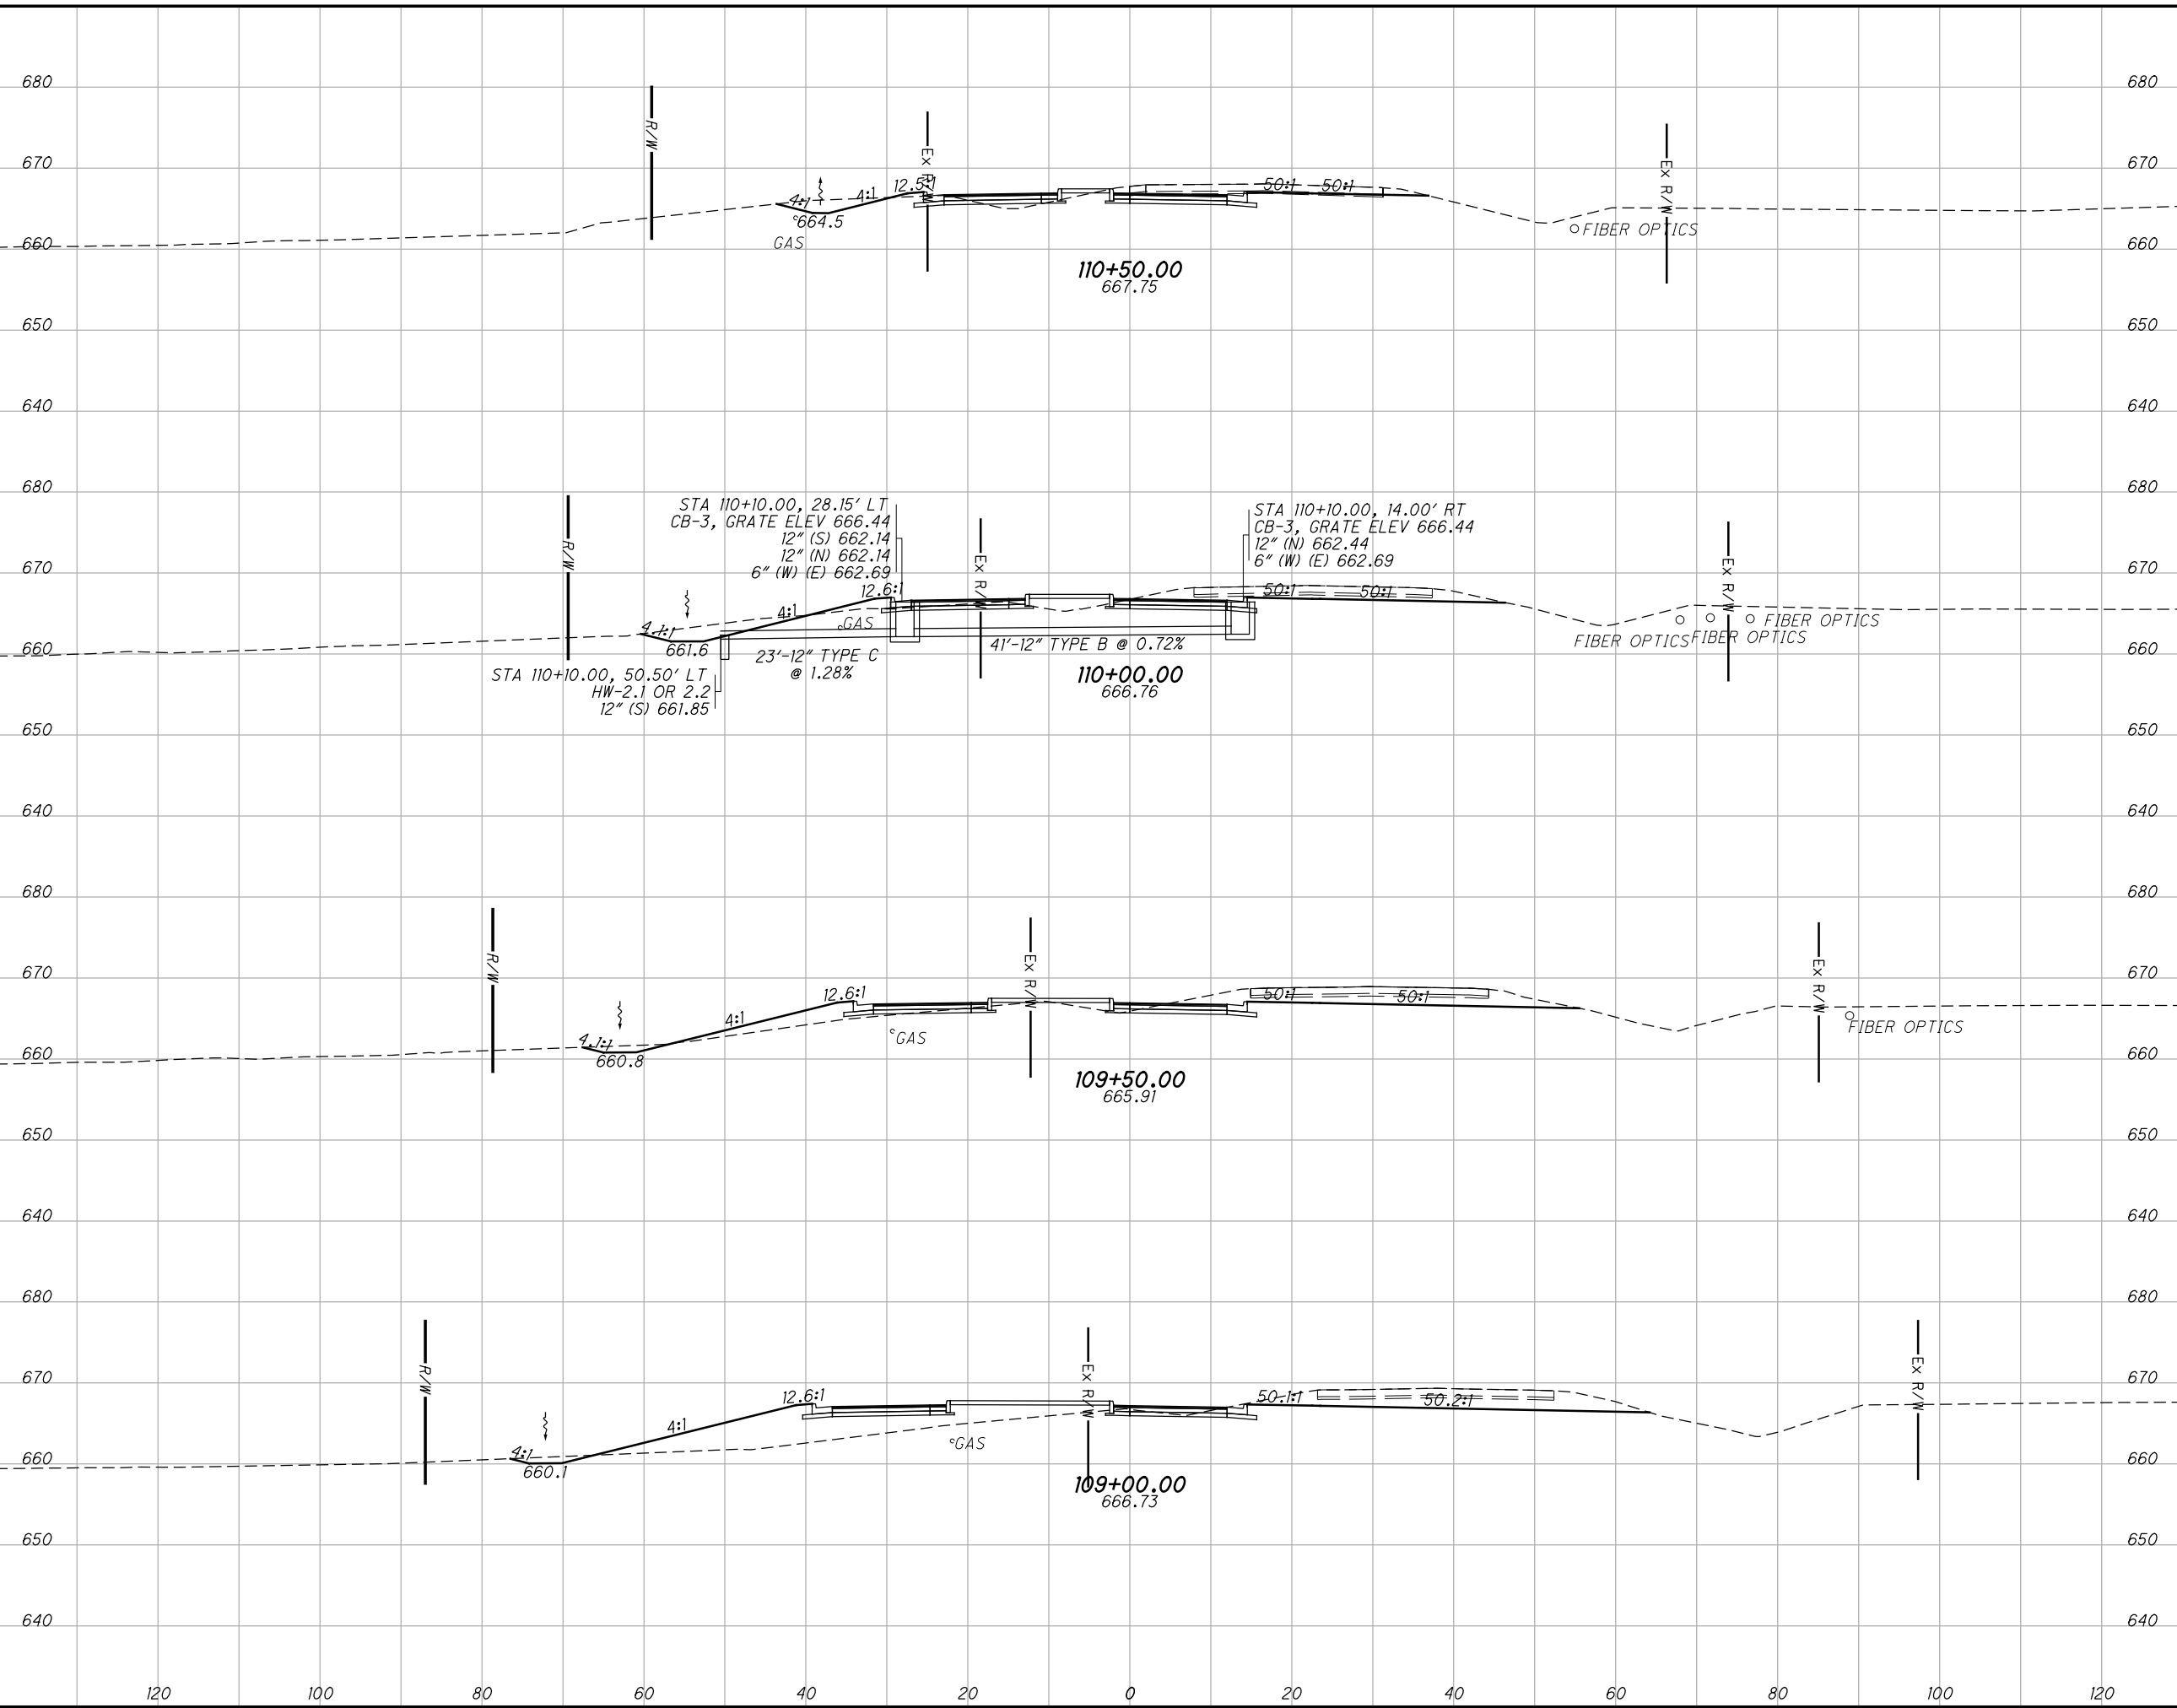 680 680
R/W
Ex R/W
Ex R/W
670 670
4:1 4:1 12.5:1 50:1 50:1
664.5
GAS
FIBER OPTICS
660 660
110+50.00
667.75
650 650
640 640
680 680
STA 110+10.00, 28.15' LT
CB-3, GRATE ELEV 666.44
12" (S) 662.14
12" (N) 662.14
6" (W) (E) 662.69
STA 110+10.00, 14.00' RT
CB-3, GRATE ELEV 666.44
12" (N) 662.44
6" (W) (E) 662.69
R/W
Ex R/W
Ex R/W
670 670
4.1:1 4:1 12.6:1 50:1 50:1
GAS
FIBER OPTICS
FIBER OPTICS FIBER OPTICS
661.6
660 660
23'-12" TYPE C
@ 1.28%
41'-12" TYPE B @ 0.72%
STA 110+10.00, 50.50' LT
HW-2.1 OR 2.2
12" (S) 661.85
110+00.00
666.76
650 650
640 640
680 680
R/W
Ex R/W
Ex R/W
670 670
4.1:1 4:1 12.6:1 50:1 50:1
GAS
FIBER OPTICS
660.8
660 660
109+50.00
665.91
650 650
640 640
680 680
R/W
Ex R/W
Ex R/W
670 670
4:1 4:1 12.6:1 50.1:1 50.2:1
GAS
660.1
660 660
109+00.00
666.73
650 650
640 640
120 100 80 60 40 20 0 20 40 60 80 100 120